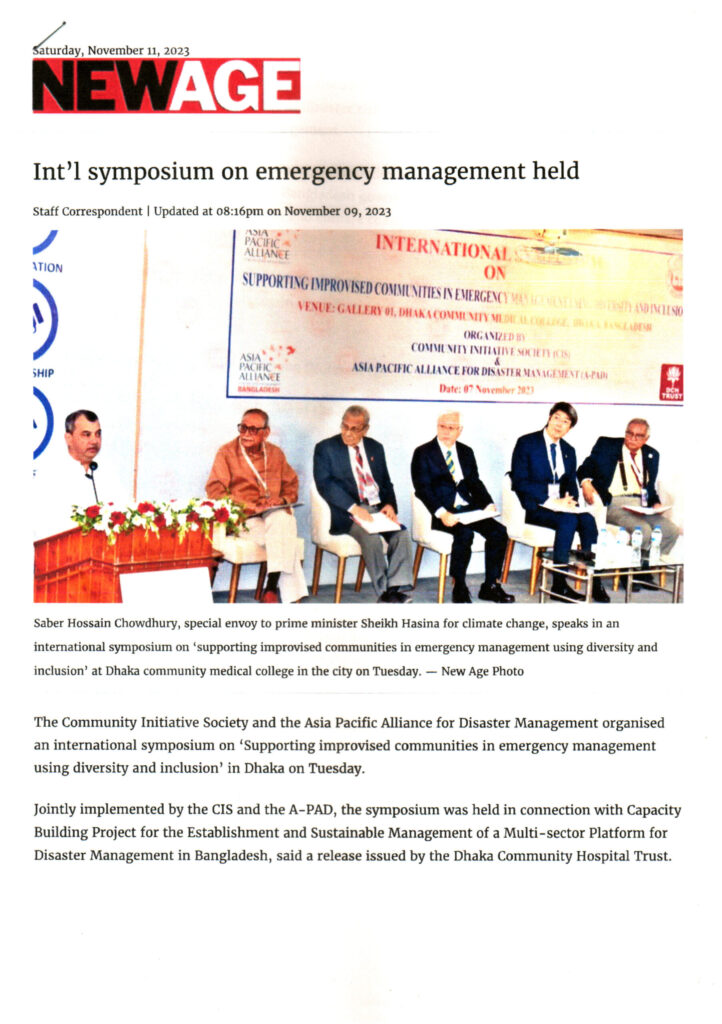 Saturday, November 11, 2023
NEWAGE
Int'l symposium on emergency management held
Staff Correspondent | Updated at 08:16pm on November 09, 2023
ATION
SHIP
ASIA
PACIFIC
ALLIANCE
INTERNATIONAL
ON
SUPPORTING IMPROVISED COMMUNITIES IN EMERGENCY MANAGEMENT USING DIVERSITY AND INCLUSIO
VENUE: GALLERY 01, DHAKA COMMUNITY MEDICAL COLLEGE, DHAKA, BANGLADESH
ORGANIZED BY
COMMUNITY INITIATIVE SOCIETY (CIS)
&
ASIA PACIFIC ALLIANCE FOR DISASTER MANAGEMENT (A-PAD)
Date: 07 November 2023
ASIA
PACIFIC
ALLIANCE
BANGLADESH
DCH
TRUST
Saber Hossain Chowdhury, special envoy to prime minister Sheikh Hasina for climate change, speaks in an
international symposium on 'supporting improvised communities in emergency management using diversity and
inclusion' at Dhaka community medical college in the city on Tuesday. — New Age Photo
The Community Initiative Society and the Asia Pacific Alliance for Disaster Management organised
an international symposium on 'Supporting improvised communities in emergency management
using diversity and inclusion' in Dhaka on Tuesday.
Jointly implemented by the CIS and the A-PAD, the symposium was held in connection with Capacity
Building Project for the Establishment and Sustainable Management of a Multi-sector Platform for
Disaster Management in Bangladesh, said a release issued by the Dhaka Community Hospital Trust.